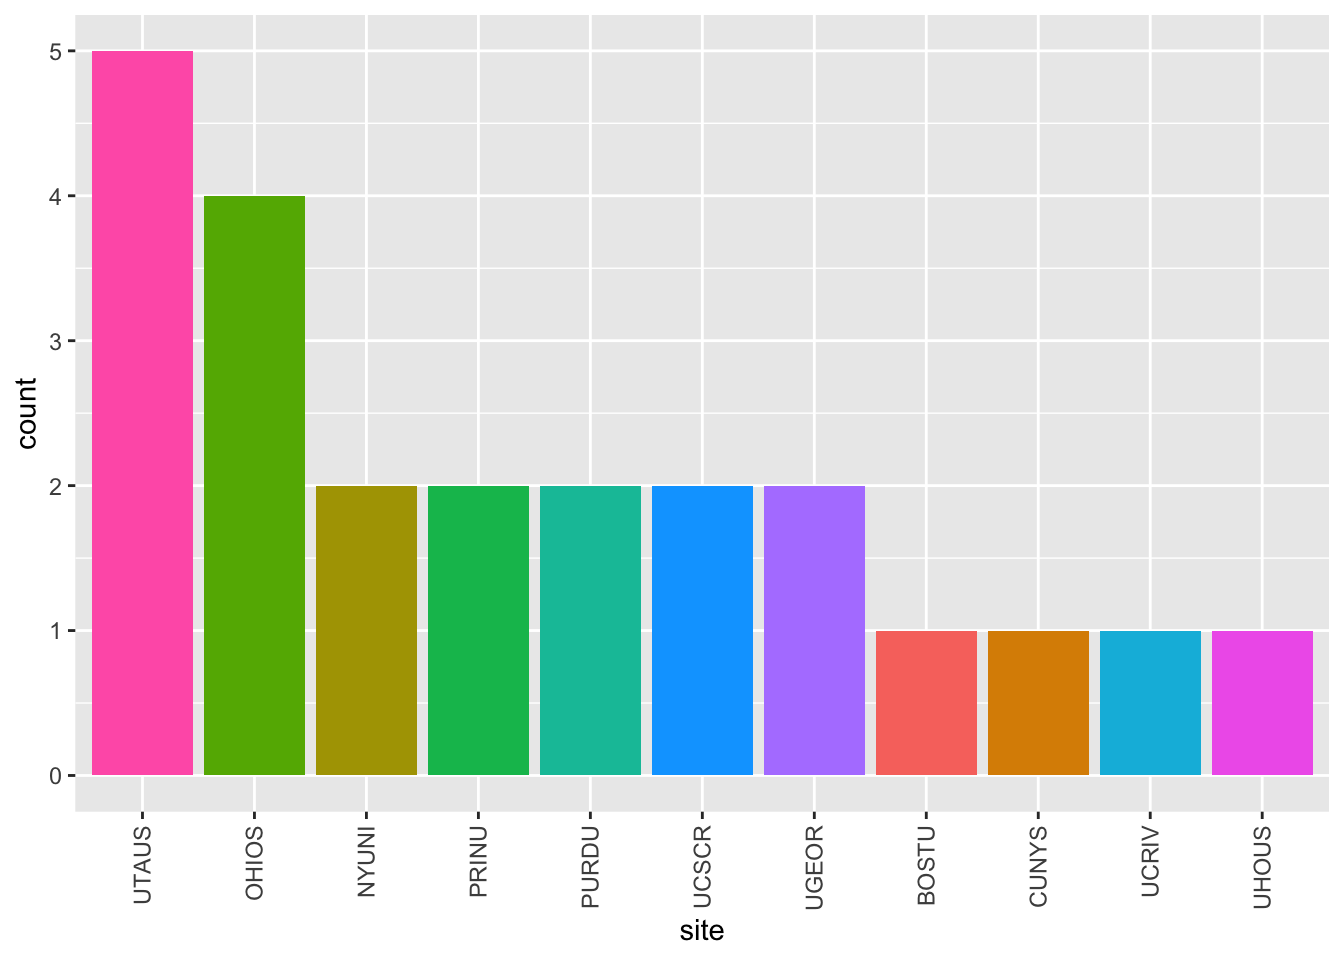 count
5
4
3
2
1
0
UTAUS
OHIOS
NYUNI
PRINU
PURDU
UCSCR
UGEOR
BOSTU
CUNYS
UCRIV
UHOUS
site